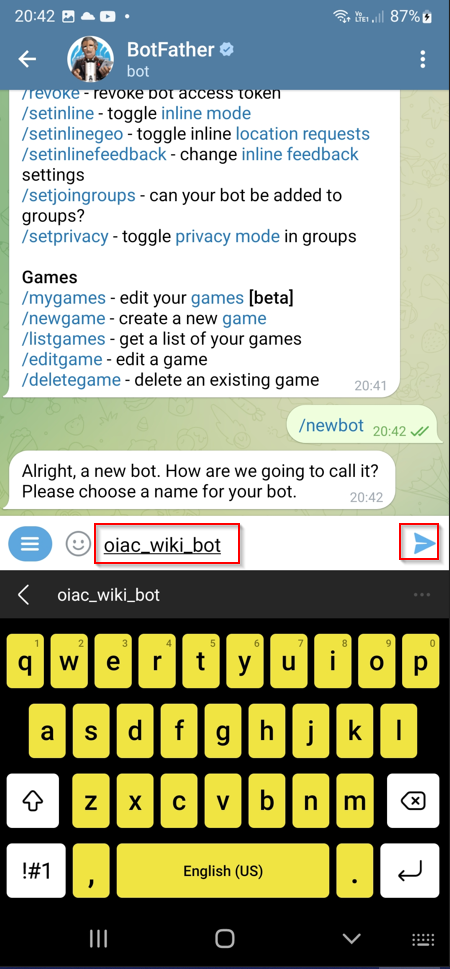 20:42 Vo LTE1 87%
BotFather
bot
/revoke - revoke bot access token
/setinline - toggle inline mode
/setinlinegeo - toggle inline location requests
/setinlinefeedback - change inline feedback
settings
/setjoingroups - can your bot be added to
groups?
/setprivacy - toggle privacy mode in groups
Games
/mygames - edit your games [beta]
/newgame - create a new game
/listgames - get a list of your games
/editgame - edit a game
/deletegame - delete an existing game 20:41
/newbot 20:42
Alright, a new bot. How are we going to call it?
Please choose a name for your bot. 20:42
oiac_wiki_bot
oiac_wiki_bot
1 2 3 4 5 6 7 8 9 0
q w e r t y u i o p
a s d f g h j k l
z x c v b n m
!#1 , English (US) .